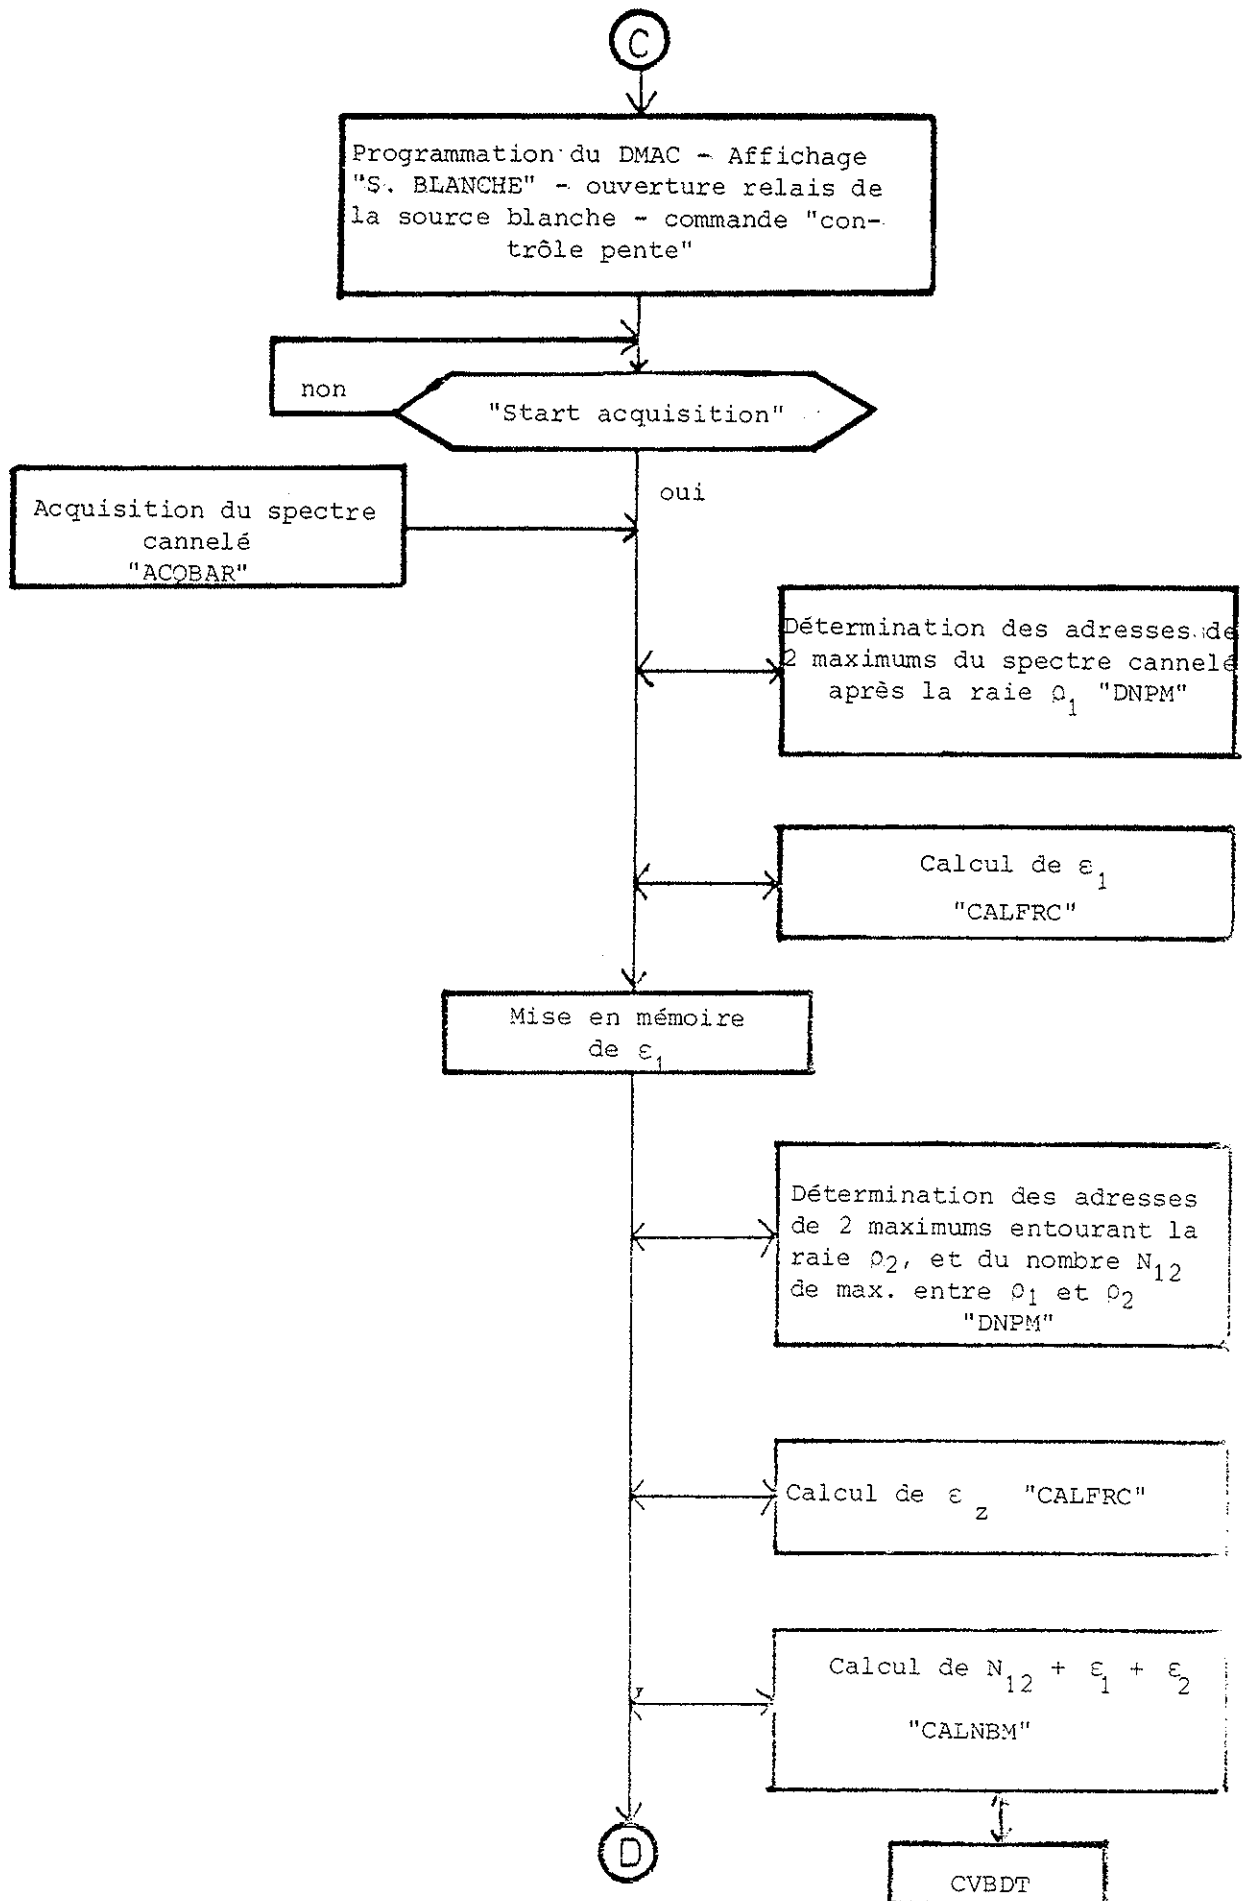 C
Programmation du DMAC - Affichage
"S. BLANCHE" - ouverture relais de
la source blanche - commande "con-
trôle pente"
non
"Start acquisition"
oui
Acquisition du spectre
cannelé
"ACQBAR"
Détermination des adresses de
2 maximums du spectre cannelé
après la raie ρ1 "DNPM"
Calcul de ε1
"CALFRC"
Mise en mémoire
de ε1
Détermination des adresses
de 2 maximums entourant la
raie ρ2, et du nombre N12
de max. entre ρ1 et ρ2
"DNPM"
Calcul de εz "CALFRC"
Calcul de N12 + ε1 + ε2
"CALNBM"
D
CVBDT